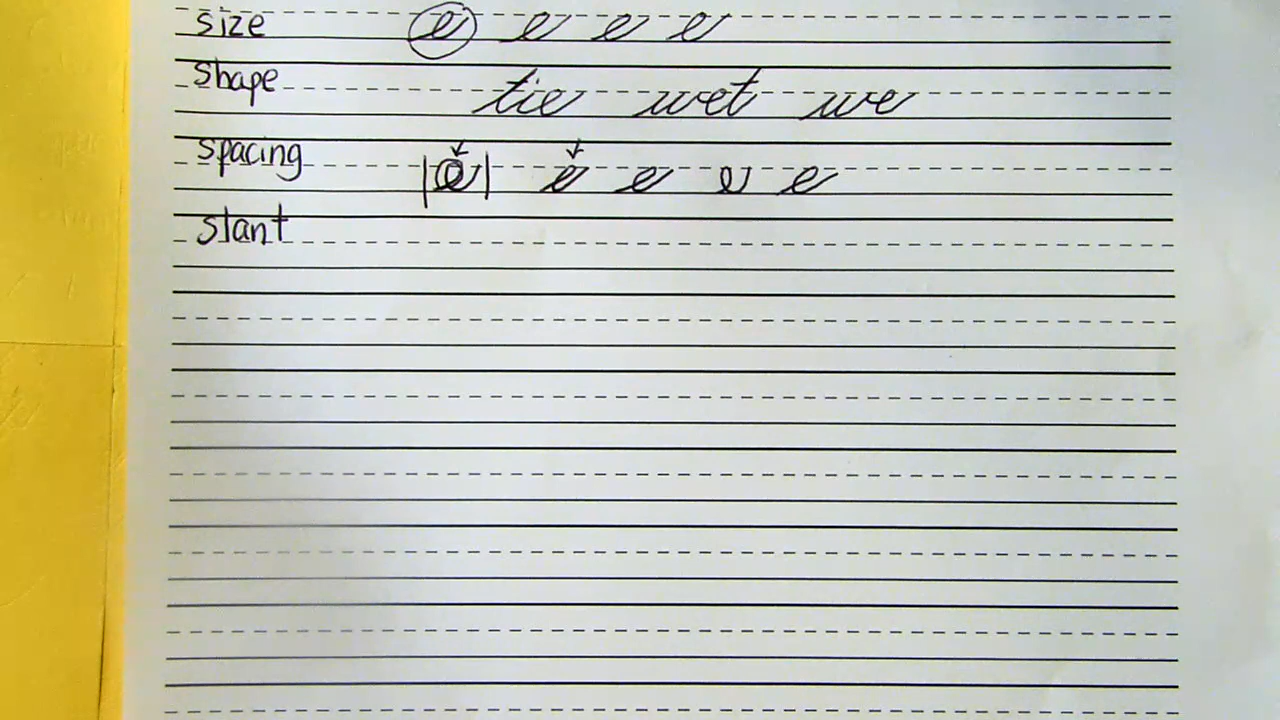 size e e e e
shape tie wet we
spacing |e| e e e e
slant